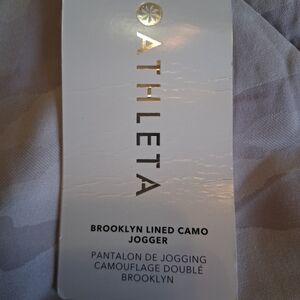 ATHLETA
BROOKLYN LINED CAMO
JOGGER
PANTALON DE JOGGING
CAMOUFLAGE DOUBLÉ
BROOKLYN